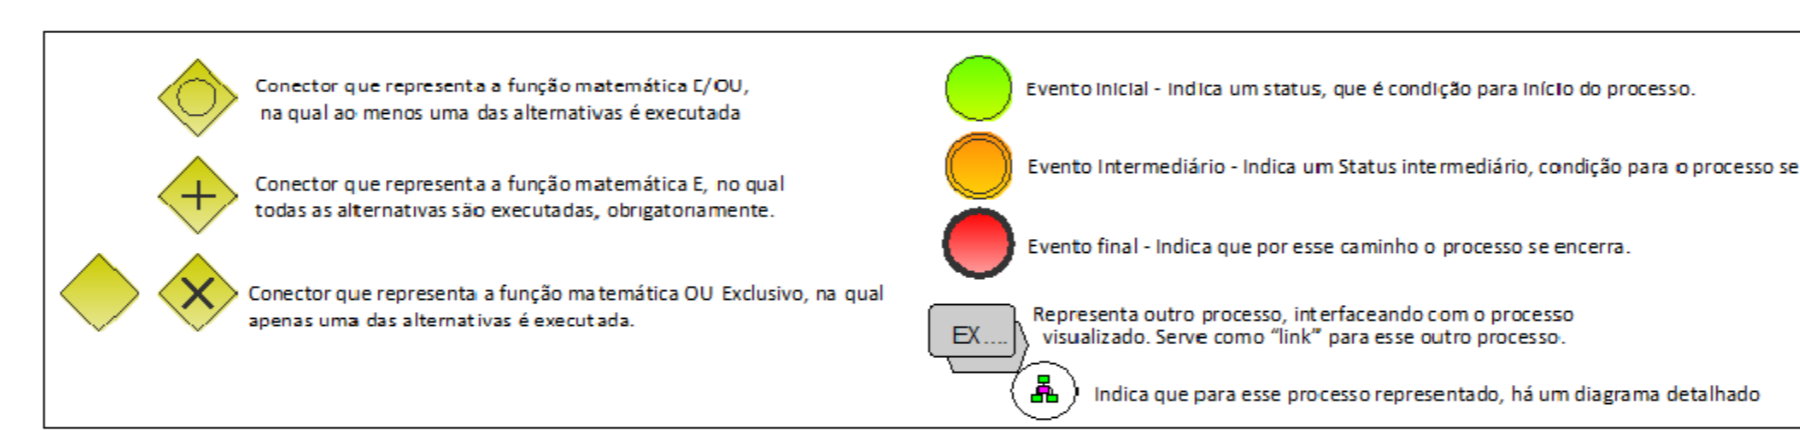 Conector que representa a função matemática E/OU,
na qual ao menos uma das alternativas é executada
Conector que representa a função matemática E, no qual
todas as alternativas são executadas, obrigatoriamente.
Conector que representa a função matemática OU Exclusivo, na qual
apenas uma das alternativas é executada.
Evento Inicial - Indica um status, que é condição para início do processo.
Evento Intermediário - Indica um Status intermediário, condição para o processo se
Evento final - Indica que por esse caminho o processo se encerra.
EX....
Representa outro processo, interfaceando com o processo
visualizado. Serve como “link” para esse outro processo.
Indica que para esse processo representado, há um diagrama detalhado